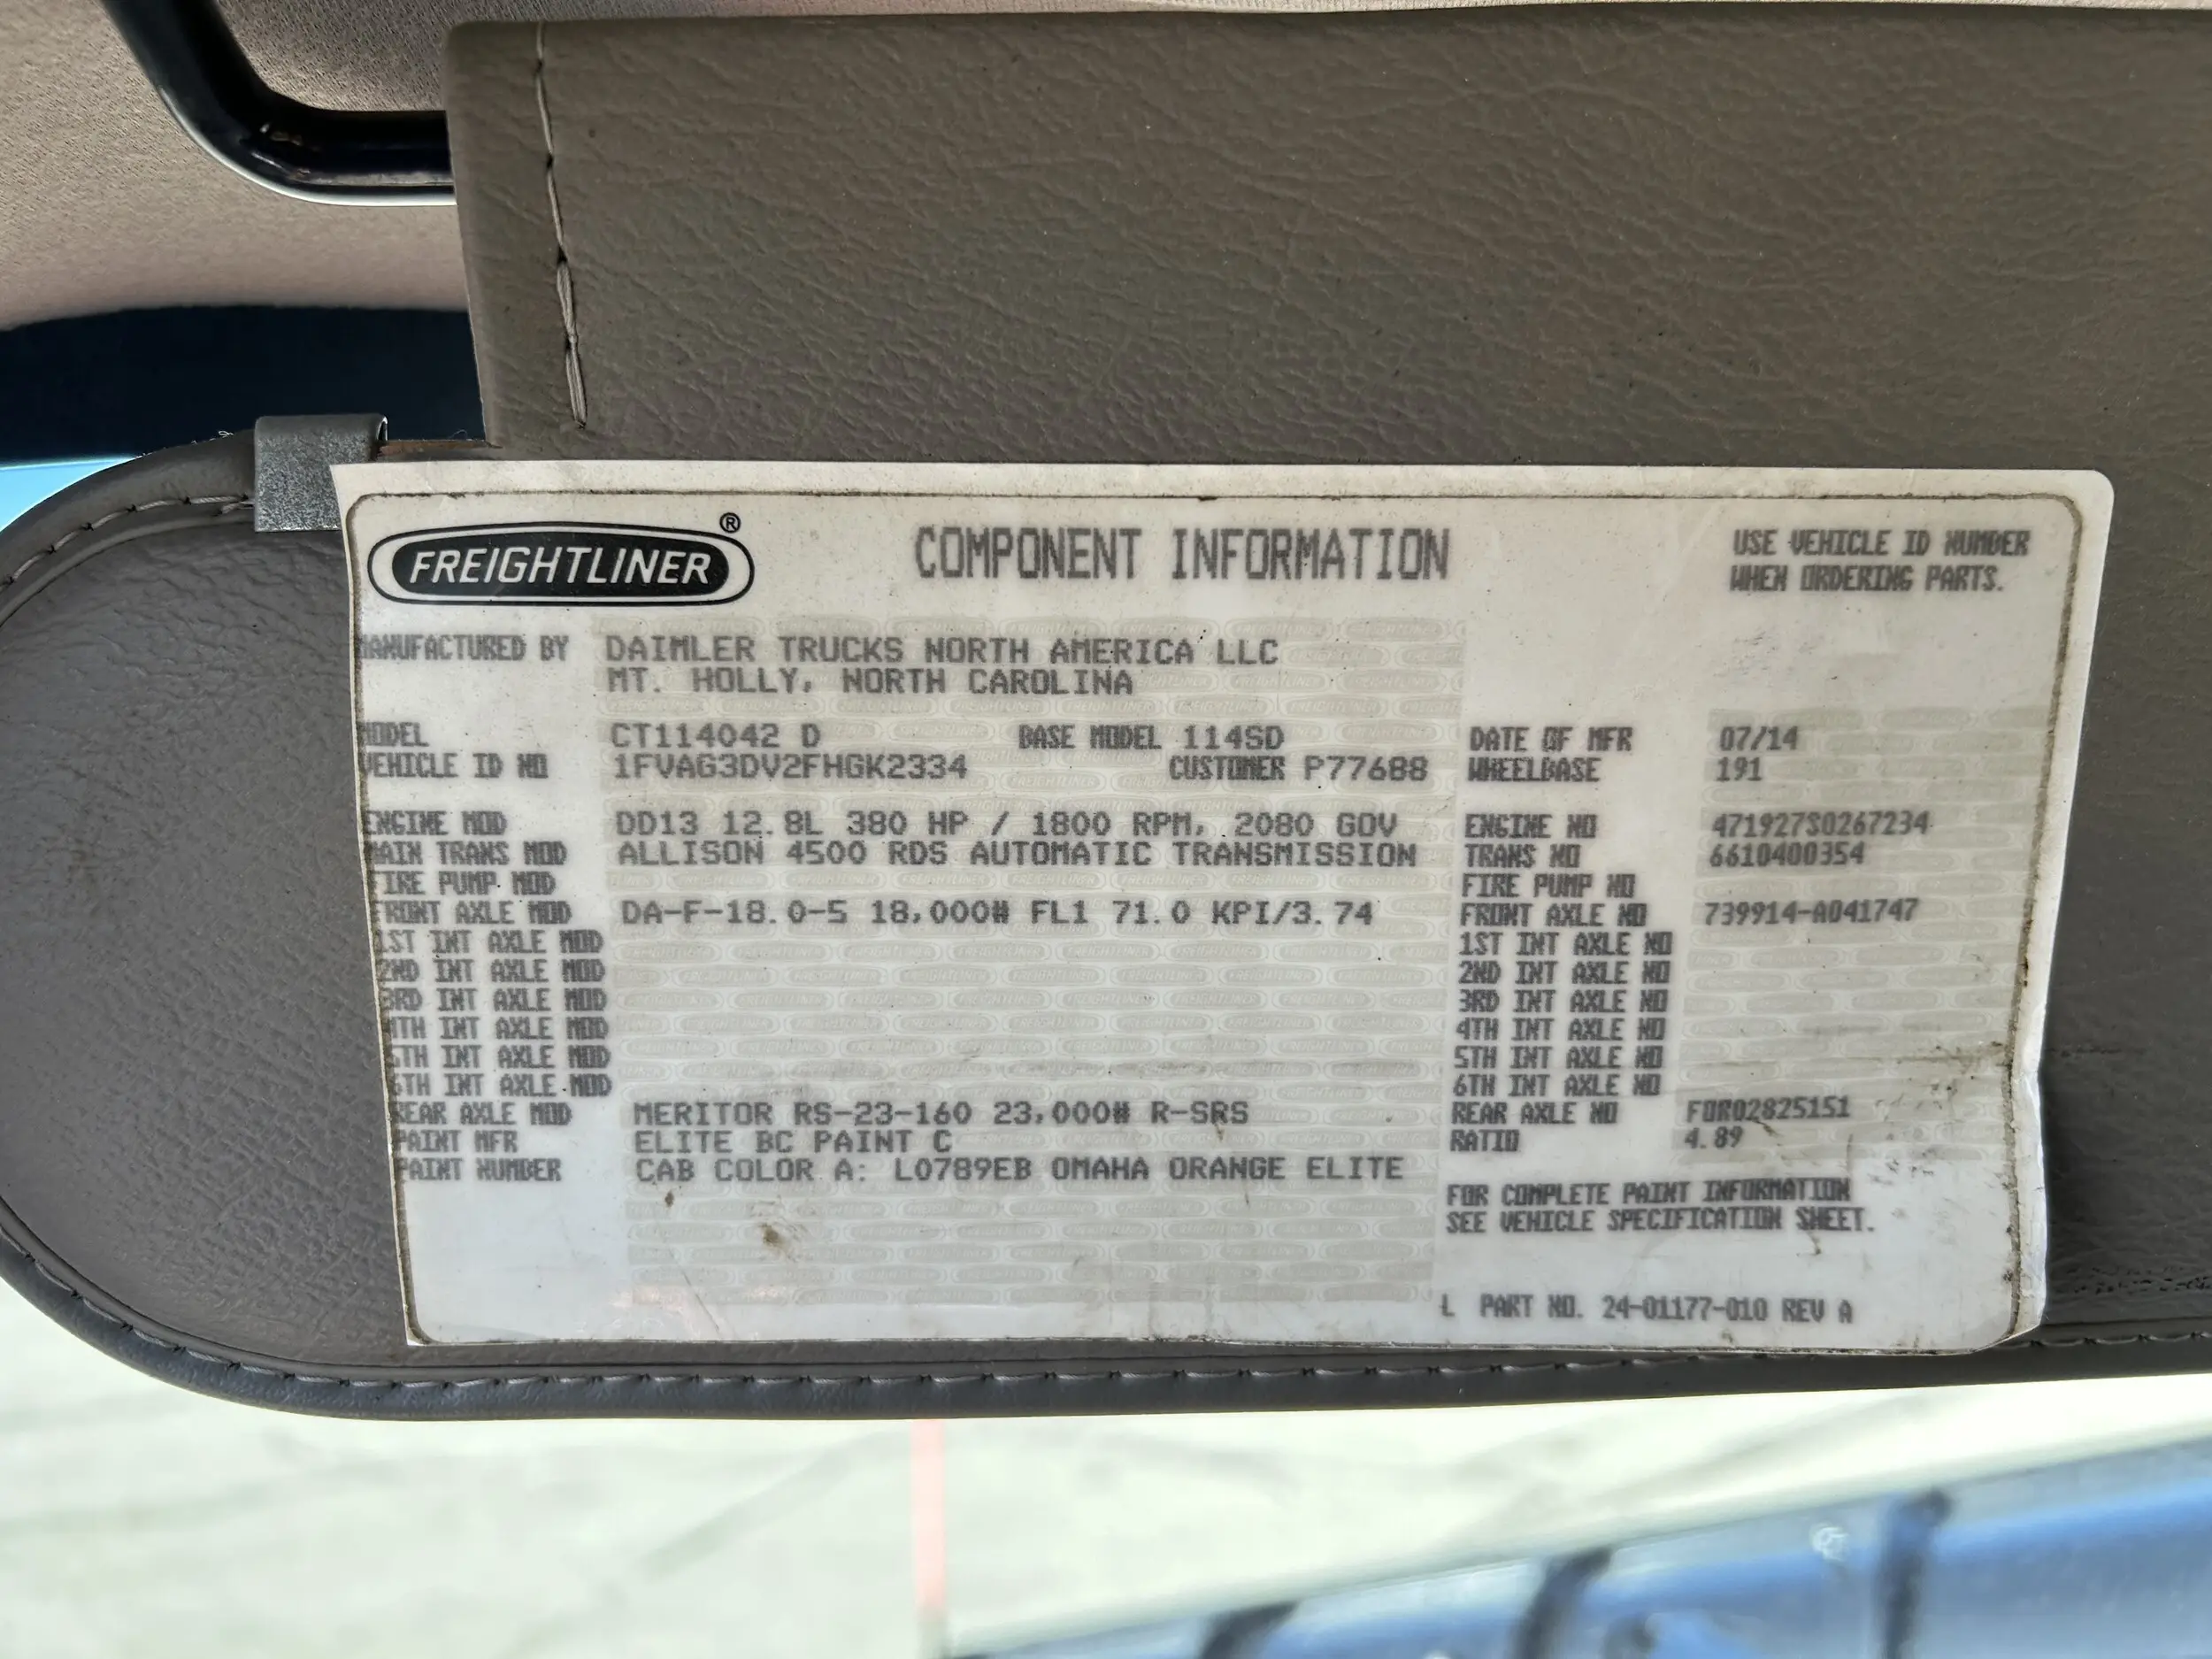 FREIGHTLINER ®
COMPONENT INFORMATION
USE VEHICLE ID NUMBER
WHEN ORDERING PARTS.
MANUFACTURED BY DAIMLER TRUCKS NORTH AMERICA LLC
MT. HOLLY, NORTH CAROLINA
MODEL CT114042 D BASE MODEL 114SD DATE OF MFR 07/14
VEHICLE ID NO 1FVAG3DV2FHGK2334 CUSTOMER P77688 WHEELBASE 191
ENGINE MOD DD13 12.8L 380 HP / 1800 RPM, 2080 GOV ENGINE NO 471927S0267234
MAIN TRANS MOD ALLISON 4500 RDS AUTOMATIC TRANSMISSION TRANS NO 6610400354
FIRE PUMP MOD FIRE PUMP NO
FRONT AXLE MOD DA-F-18.0-5 18,000# FL1 71.0 KPI/3.74 FRONT AXLE NO 739914-A041747
1ST INT AXLE MOD 1ST INT AXLE NO
2ND INT AXLE MOD 2ND INT AXLE NO
3RD INT AXLE MOD 3RD INT AXLE NO
4TH INT AXLE MOD 4TH INT AXLE NO
5TH INT AXLE MOD 5TH INT AXLE NO
6TH INT AXLE MOD 6TH INT AXLE NO
REAR AXLE MOD MERITOR RS-23-160 23,000# R-SRS REAR AXLE NO FOR02825151
PAINT MFR ELITE BC PAINT C RATIO 4.89
PAINT NUMBER CAB COLOR A: L0789EB OMAHA ORANGE ELITE
FOR COMPLETE PAINT INFORMATION
SEE VEHICLE SPECIFICATION SHEET.
L PART NO. 24-01177-010 REV A